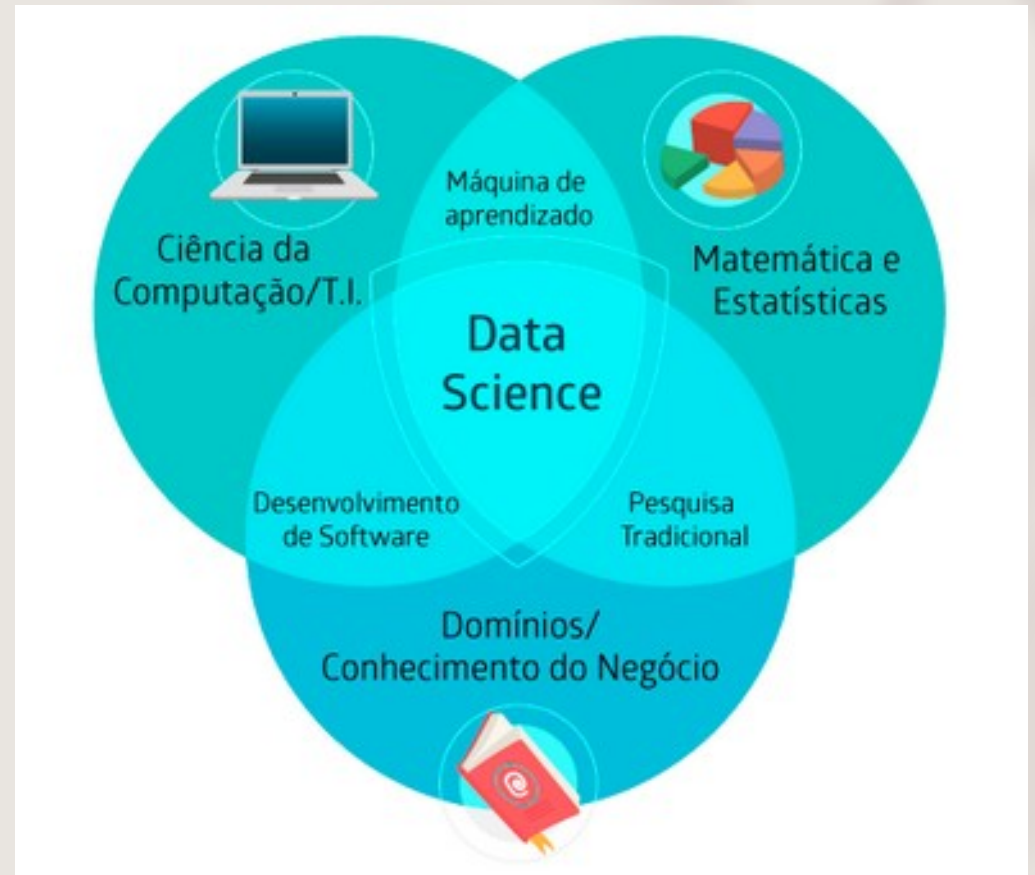 Máquina de
aprendizado
Ciência da
Computação/T.I.
Matemática e
Estatísticas
Data
Science
Desenvolvimento
de Software
Pesquisa
Tradicional
Domínios/
Conhecimento do Negócio